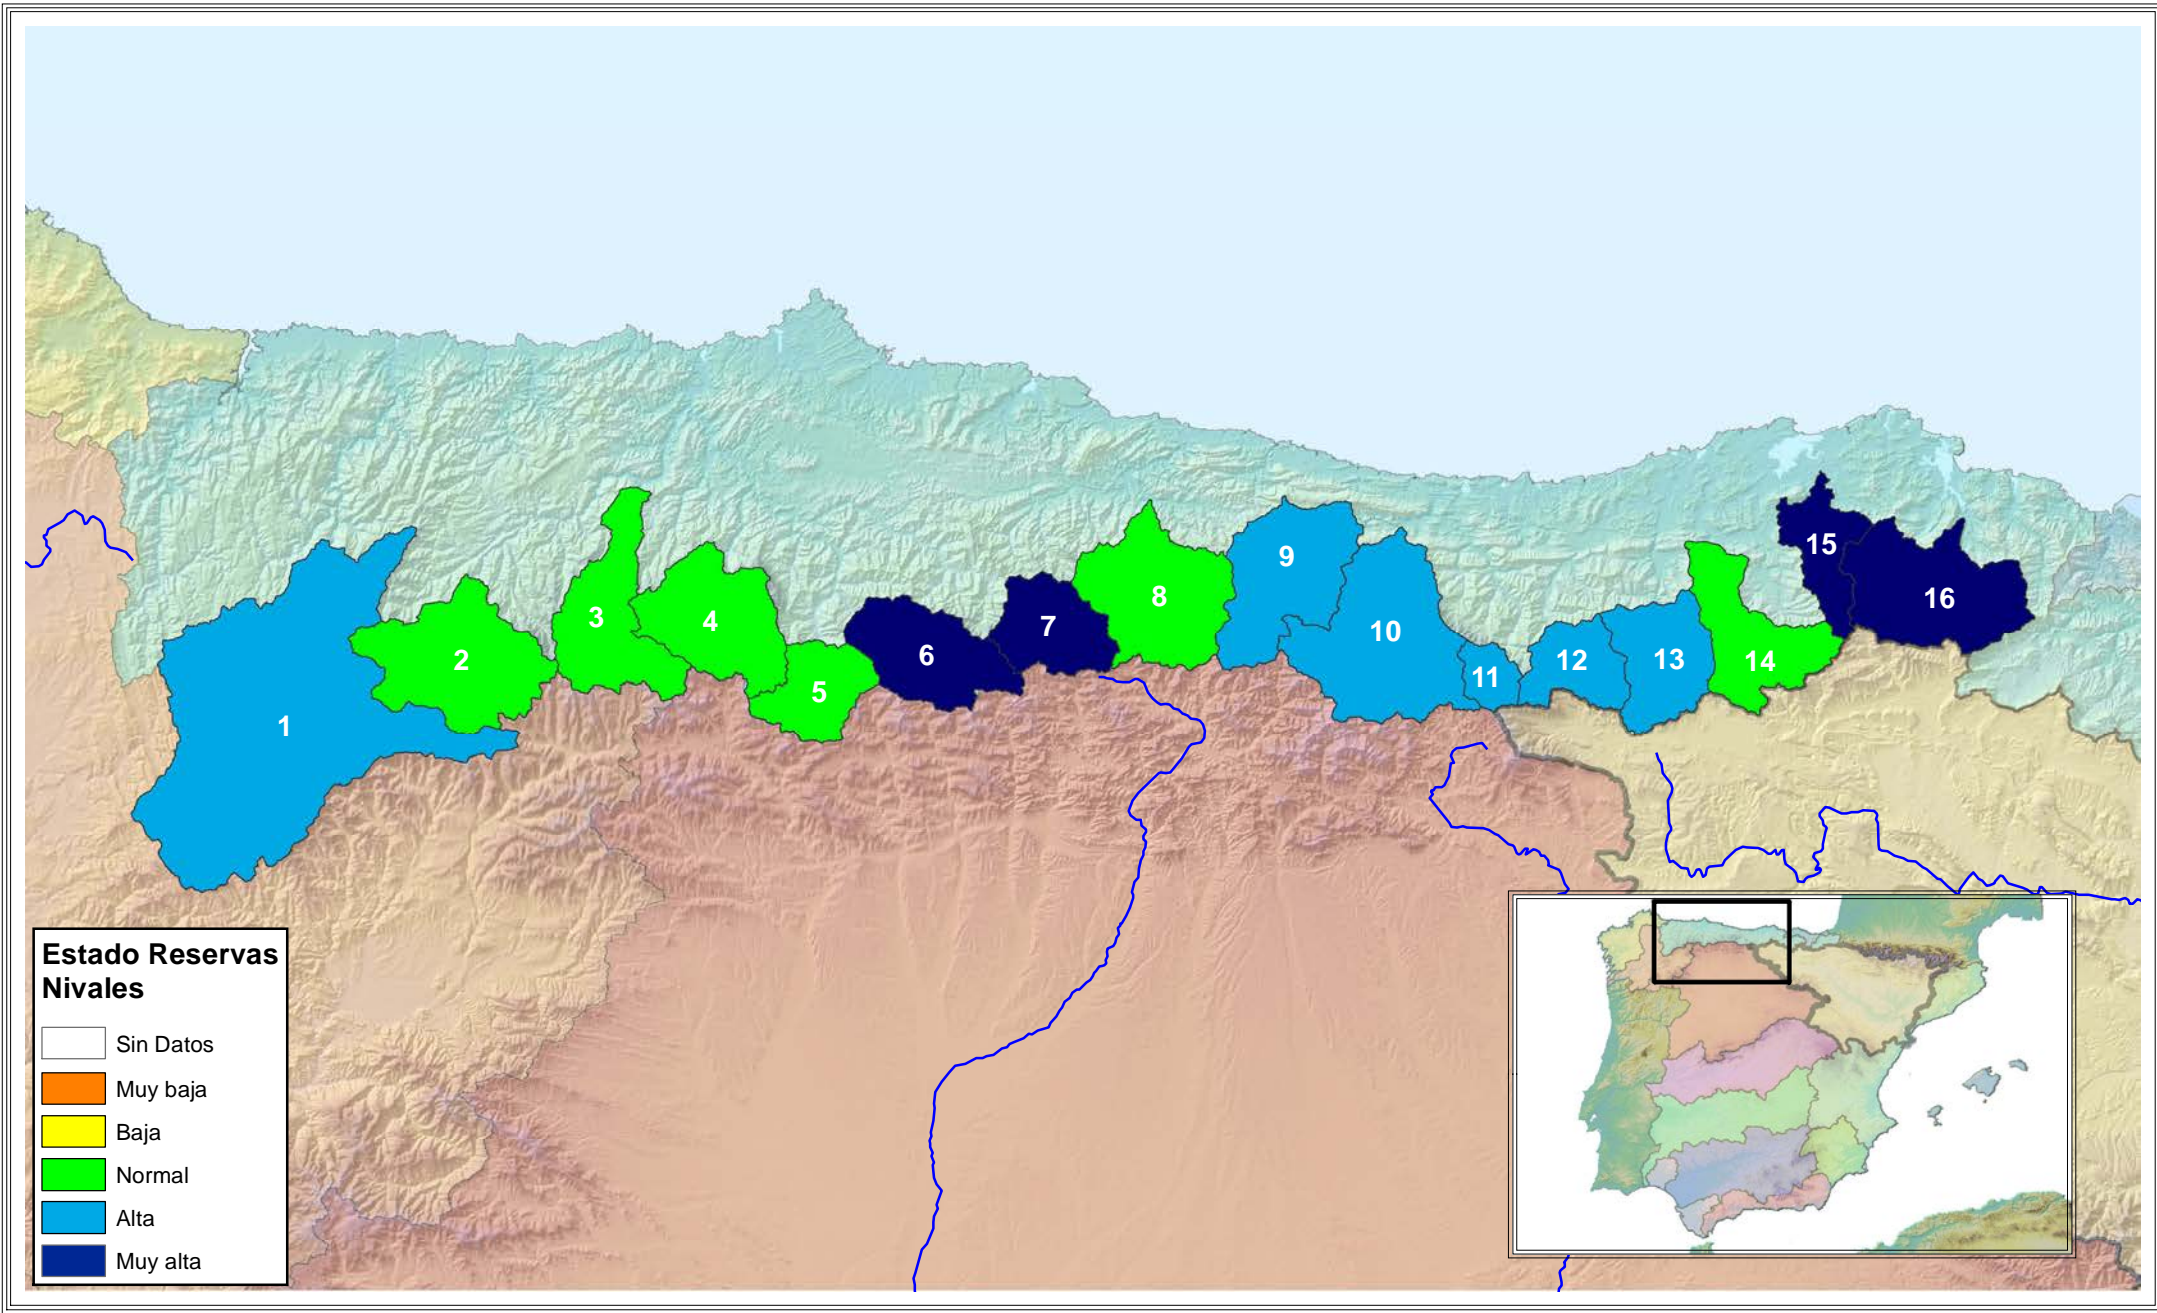 1
2
3
4
5
6
7
8
9
10
11
12
13
14
15
16
Estado Reservas
Nivales
Sin Datos
Muy baja
Baja
Normal
Alta
Muy alta